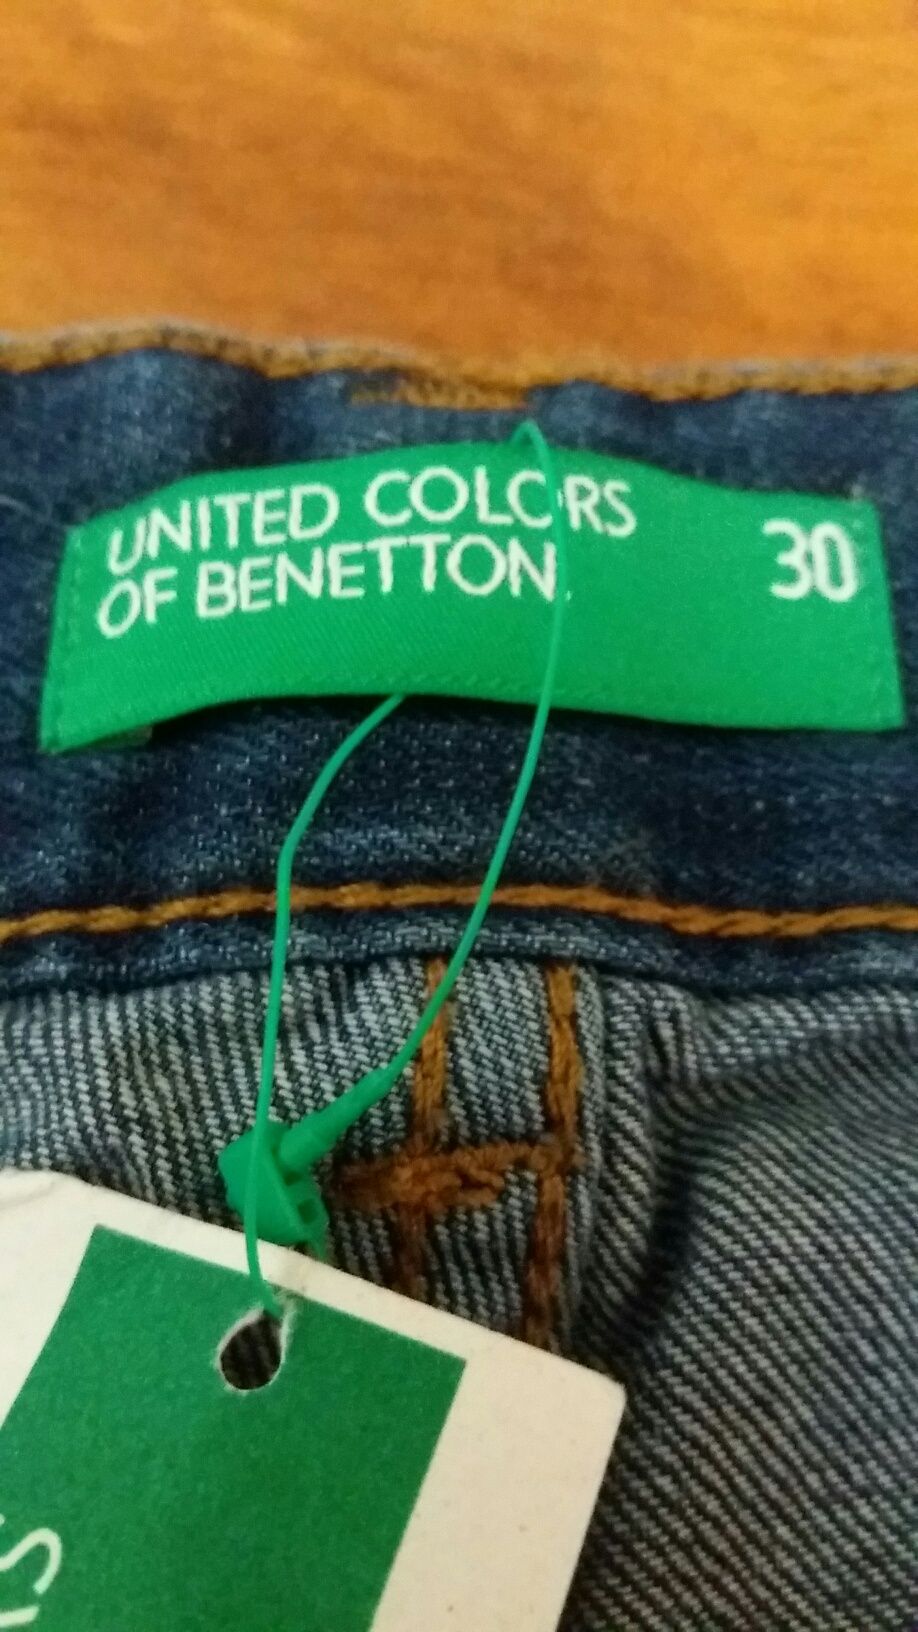 UNITED COLORS
OF BENETTON.
30